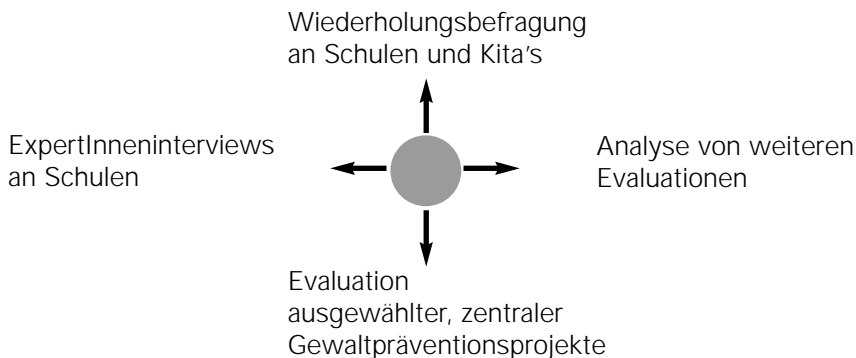 Wiederholungsbefragung
an Schulen und Kita's
ExpertInneninterviews
an Schulen
Analyse von weiteren
Evaluationen
Evaluation
ausgewählter, zentraler
Gewaltpräventionsprojekte